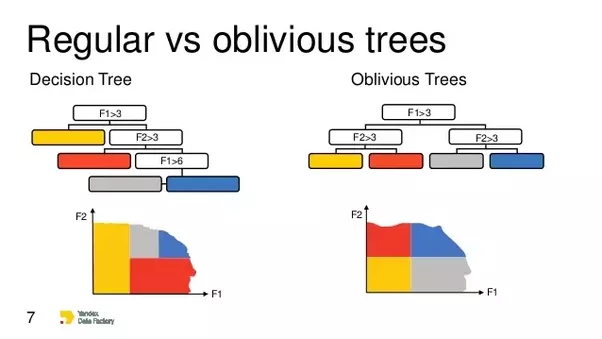 Regular vs oblivious trees
Decision Tree
Oblivious Trees
F1>3
F2>3
F1>6
F1>3
F2>3
F2>3
F2
F1
F2
F1
7
Yandex
Data Factory